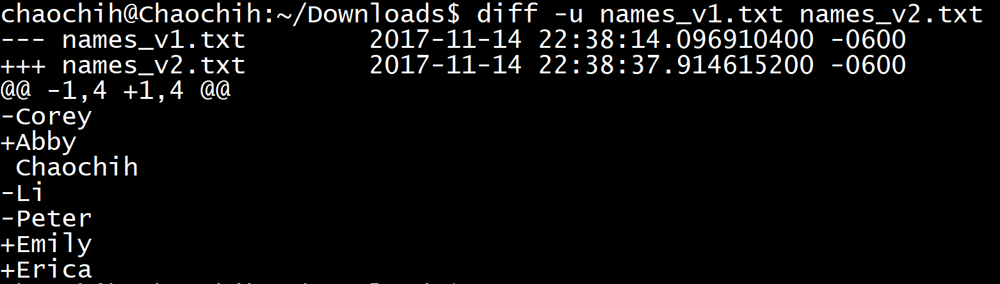 chaochih@Chaochih:~/Downloads$ diff -u names_v1.txt names_v2.txt
--- names_v1.txt        2017-11-14 22:38:14.096910400 -0600
+++ names_v2.txt        2017-11-14 22:38:37.914615200 -0600
@@ -1,4 +1,4 @@
-Corey
+Abby
 Chaochih
-Li
-Peter
+Emily
+Erica